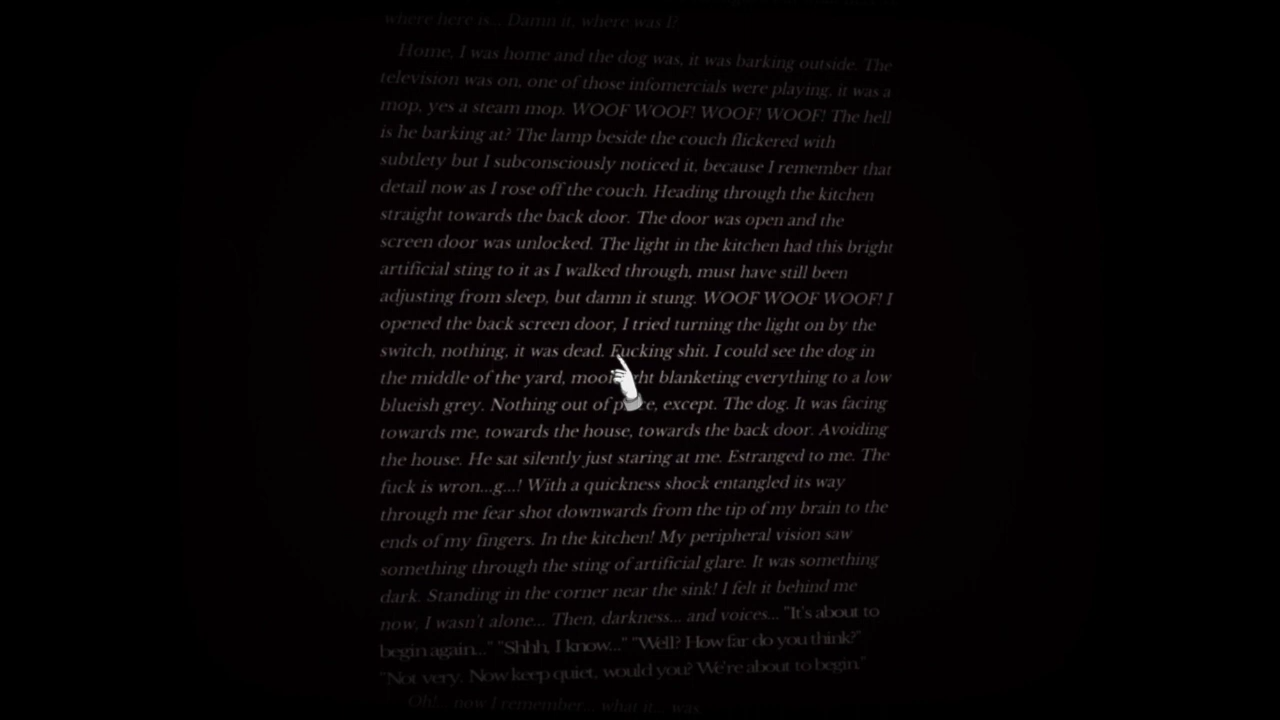 where here is... Damn it, where was I?
Home, I was home and the dog was, it was barking outside. The
television was on, one of those infomercials were playing, it was a
mop, yes a steam mop. WOOF WOOF! WOOF! WOOF! The hell
is he barking at? The lamp beside the couch flickered with
subtlety but I subconsciously noticed it, because I remember that
detail now as I rose off the couch. Heading through the kitchen
straight towards the back door. The door was open and the
screen door was unlocked. The light in the kitchen had this bright
artificial sting to it as I walked through, must have still been
adjusting from sleep, but damn it stung. WOOF WOOF WOOF! I
opened the back screen door, I tried turning the light on by the
switch, nothing, it was dead. Fucking shit. I could see the dog in
the middle of the yard, moonlight blanketing everything to a low
blueish grey. Nothing out of place, except. The dog. It was facing
towards me, towards the house, towards the back door. Avoiding
the house. He sat silently just staring at me. Estranged to me. The
fuck is wron...g...! With a quickness shock entangled its way
through me fear shot downwards from the tip of my brain to the
ends of my fingers. In the kitchen! My peripheral vision saw
something through the sting of artificial glare. It was something
dark. Standing in the corner near the sink! I felt it behind me
now, I wasn't alone... Then, darkness... and voices... "It's about to
begin again..." "Shhh, I know..." "Well? How far do you think?"
"Not very. Now keep quiet, would you? We're about to begin."
Oh!... now I remember... what it... was